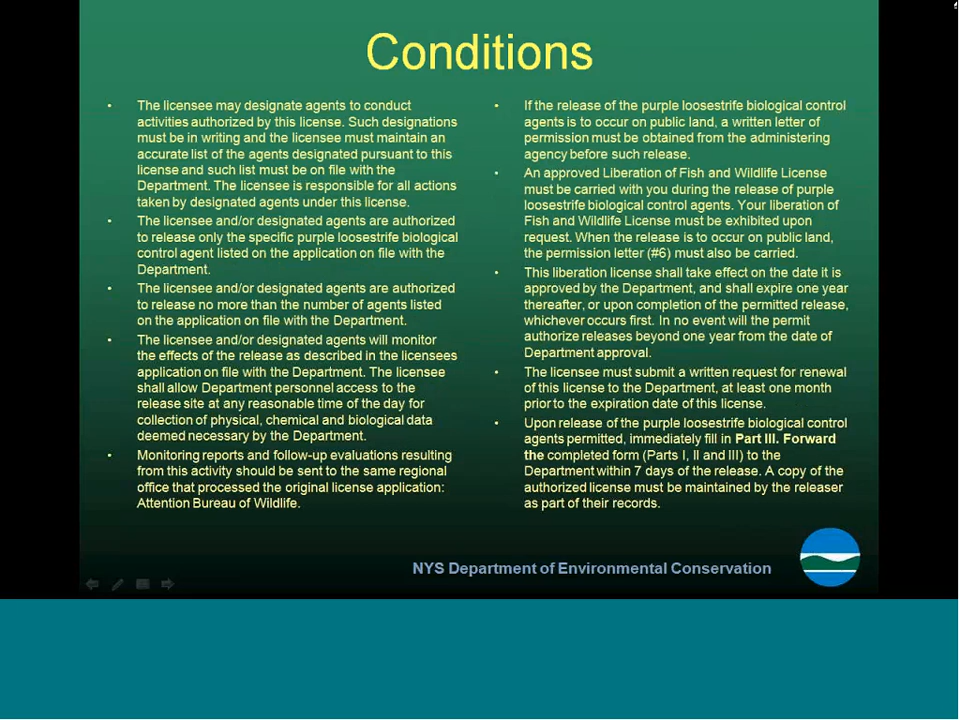 Conditions
• The licensee may designate agents to conduct
activities authorized by this license. Such designations
must be in writing and the licensee must maintain an
accurate list of the agents designated pursuant to this
license and such list must be on file with the
Department. The licensee is responsible for all actions
taken by designated agents under this license.
• The licensee and/or designated agents are authorized
to release only the specific purple loosestrife biological
control agent listed on the application on file with the
Department.
• The licensee and/or designated agents are authorized
to release no more than the number of agents listed
on the application on file with the Department.
• The licensee and/or designated agents will monitor
the effects of the release as described in the licensees
application on file with the Department. The licensee
shall allow Department personnel access to the
release site at any reasonable time of the day for
collection of physical, chemical and biological data
deemed necessary by the Department.
• Monitoring reports and follow-up evaluations resulting
from this activity should be sent to the same regional
office that processed the original license application:
Attention Bureau of Wildlife.
• If the release of the purple loosestrife biological control
agents is to occur on public land, a written letter of
permission must be obtained from the administering
agency before such release.
• An approved Liberation of Fish and Wildlife License
must be carried with you during the release of purple
loosestrife biological control agents. Your liberation of
Fish and Wildlife License must be exhibited upon
request. When the release is to occur on public land,
the permission letter (#6) must also be carried.
• This liberation license shall take effect on the date it is
approved by the Department, and shall expire one year
thereafter, or upon completion of the permitted release,
whichever occurs first. In no event will the permit
authorize releases beyond one year from the date of
Department approval.
• The licensee must submit a written request for renewal
of this license to the Department, at least one month
prior to the expiration date of this license.
• Upon release of the purple loosestrife biological control
agents permitted, immediately fill in Part III. Forward
the completed form (Parts I, II and III) to the
Department within 7 days of the release. A copy of the
authorized license must be maintained by the releaser
as part of their records.
NYS Department of Environmental Conservation